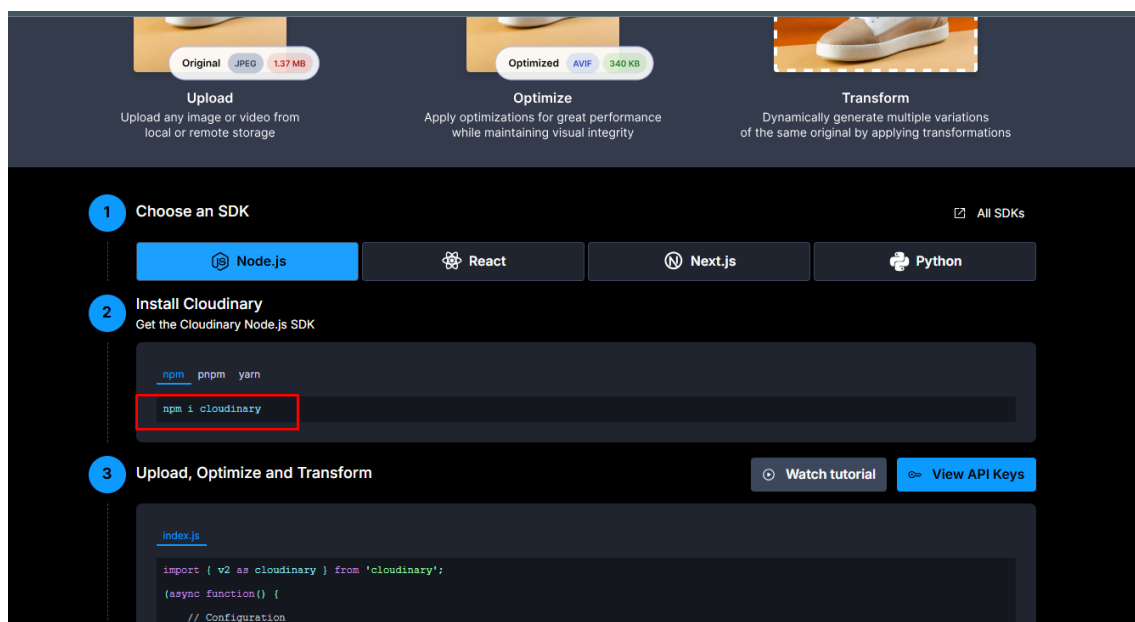 Original JPEG 1.37 MB
Optimized AVIF 340 KB
Upload
Upload any image or video from
local or remote storage
Optimize
Apply optimizations for great performance
while maintaining visual integrity
Transform
Dynamically generate multiple variations
of the same original by applying transformations
1 Choose an SDK
All SDKs
Node.js
React
Next.js
Python
2 Install Cloudinary
Get the Cloudinary Node.js SDK
npm pnpm yarn
npm i cloudinary
3 Upload, Optimize and Transform
Watch tutorial
View API Keys
index.js
import { v2 as cloudinary } from 'cloudinary';
(async function() {
// Configuration